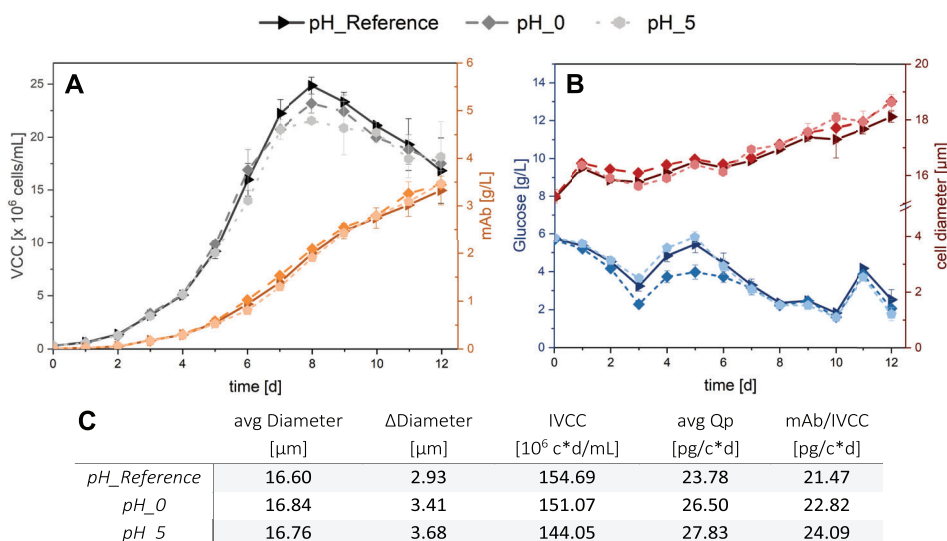 pH_Reference pH_0 pH_5
A
VCC [x 10⁶ cells/mL]
25
20
15
10
5
0
0 2 4 6 8 10 12
time [d]
6
5
4
3
2
1
0
mAb [g/L]
B
Glucose [g/L]
14
12
10
8
6
4
2
0
0 2 4 6 8 10 12
time [d]
20
18
16
4
2
0
cell diameter [µm]
C
avg Diameter ΔDiameter IVCC avg Qp mAb/IVCC
[µm] [µm] [10⁶ c*d/mL] [pg/c*d] [pg/c*d]
pH_Reference 16.60 2.93 154.69 23.78 21.47
pH_0 16.84 3.41 151.07 26.50 22.82
pH_5 16.76 3.68 144.05 27.83 24.09